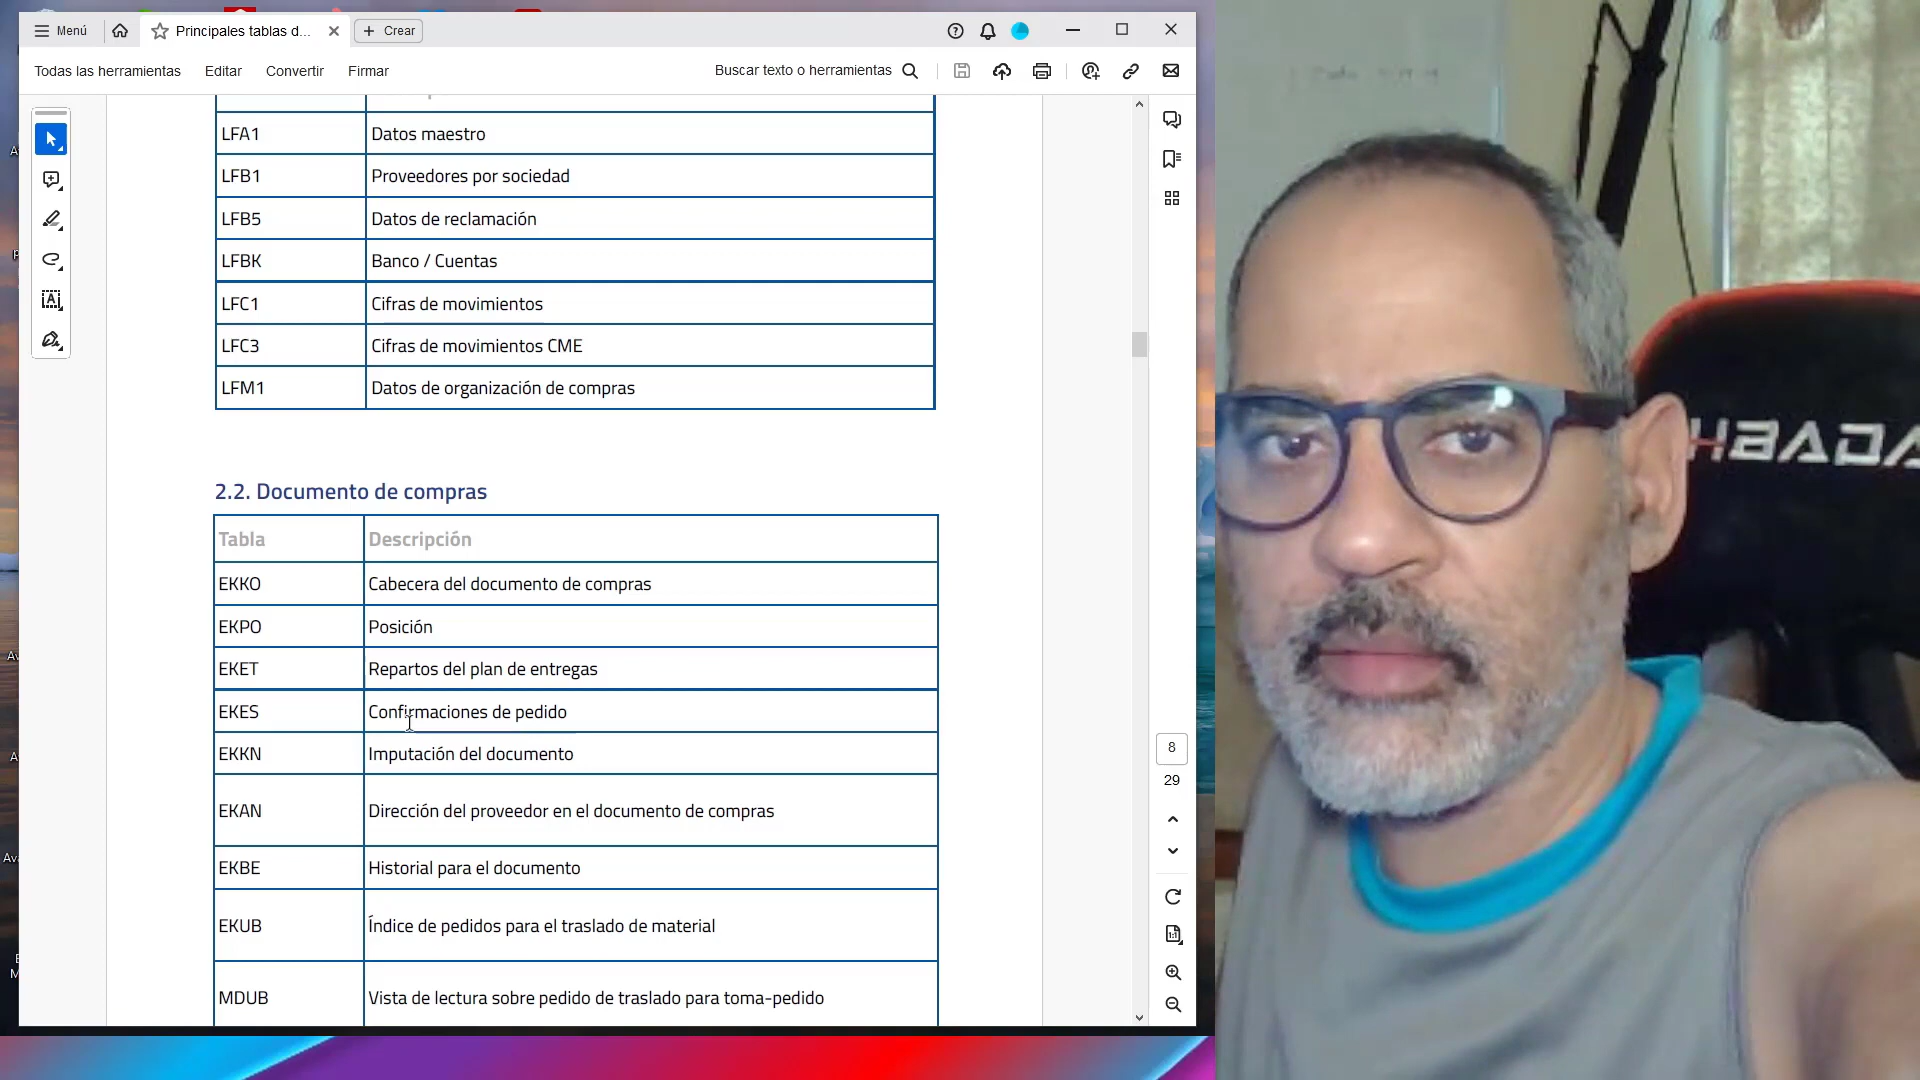 Menú
Principales tablas d...
Crear
Todas las herramientas
Editar
Convertir
Firmar
Buscar texto o herramientas
LFA1 Datos maestro
LFB1 Proveedores por sociedad
LFB5 Datos de reclamación
LFBK Banco / Cuentas
LFC1 Cifras de movimientos
LFC3 Cifras de movimientos CME
LFM1 Datos de organización de compras
2.2. Documento de compras
Tabla Descripción
EKKO Cabecera del documento de compras
EKPO Posición
EKET Repartos del plan de entregas
EKES Confirmaciones de pedido
EKKN Imputación del documento
EKAN Dirección del proveedor en el documento de compras
EKBE Historial para el documento
EKUB Índice de pedidos para el traslado de material
MDUB Vista de lectura sobre pedido de traslado para toma-pedido
8
29
HBADA